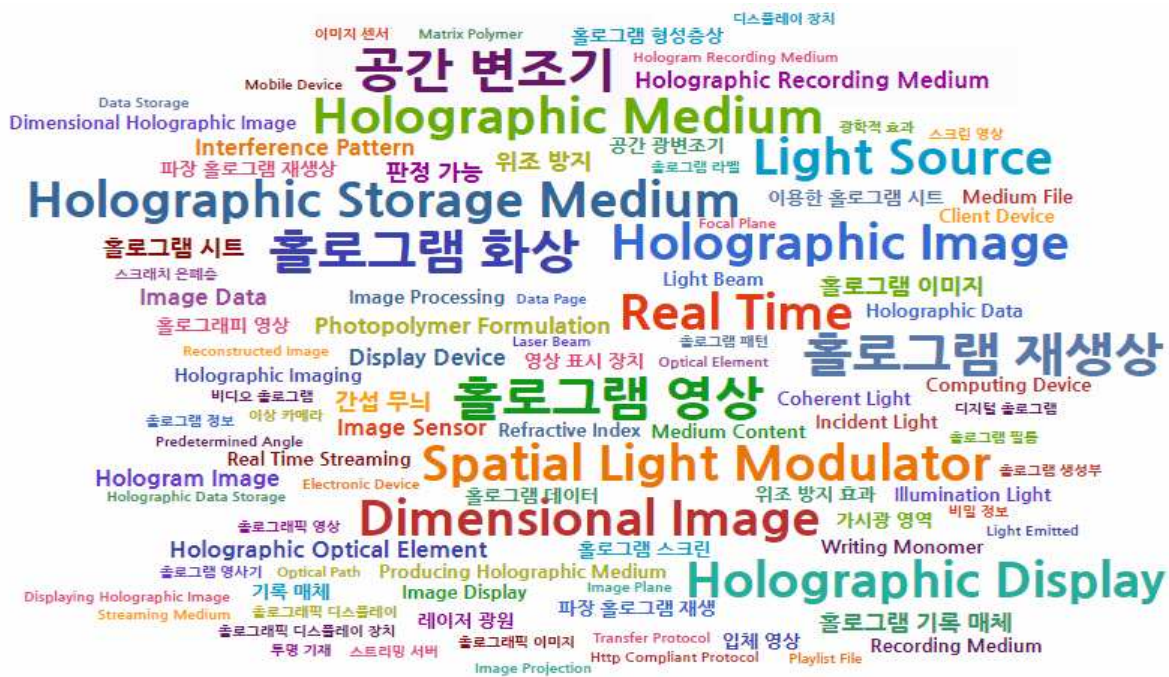 디스플레이 장치
이미지 센서 Matrix Polymer 홀로그램 형성층상
공간 변조기 Hologram Recording Medium
Mobile Device Holographic Recording Medium
Data Storage Holographic Medium
Dimensional Holographic Image 광학적 효과 스크린 영상
Interference Pattern 공간 광변조기 Light Source
파장 홀로그램 재생상 판정 가능 위조 방지 홀로그램 라벨
Holographic Storage Medium 이용한 홀로그램 시트 Medium File
Focal Plane Client Device
홀로그램 시트 홀로그램 화상 Holographic Image
스크래치 은폐층 Light Beam 홀로그램 이미지
Image Data Image Processing Data Page Real Time Holographic Data
홀로그래피 영상 Photopolymer Formulation
Laser Beam 홀로그램 패턴 홀로그램 재생상
Reconstructed Image Display Device 영상 표시 장치 Optical Element
Holographic Imaging Computing Device
비디오 홀로그램 간섭 무늬 홀로그램 영상 Coherent Light 디지털 홀로그램
홀로그램 정보 이상 카메라 Image Sensor Refractive Index Medium Content Incident Light
Predetermined Angle 홀로그램 필름
Real Time Streaming Spatial Light Modulator 홀로그램 생성부
Hologram Image Electronic Device
Holographic Data Storage 홀로그램 데이터 위조 방지 효과 Illumination Light
홀로그래픽 영상 Dimensional Image 가시광 영역 비밀 정보
Light Emitted
Holographic Optical Element 홀로그램 스크린 Writing Monomer
홀로그램 영사기 Optical Path Producing Holographic Medium Holographic Display
Displaying Holographic Image 기록 매체 Image Display Image Plane
Streaming Medium 홀로그래픽 디스플레이 레이저 광원 파장 홀로그램 재생 홀로그램 기록 매체
홀로그래픽 디스플레이 장치 홀로그래픽 이미지 Transfer Protocol 입체 영상 Recording Medium
투명 기재 스트리밍 서버 Http Compliant Protocol Playlist File
Image Projection